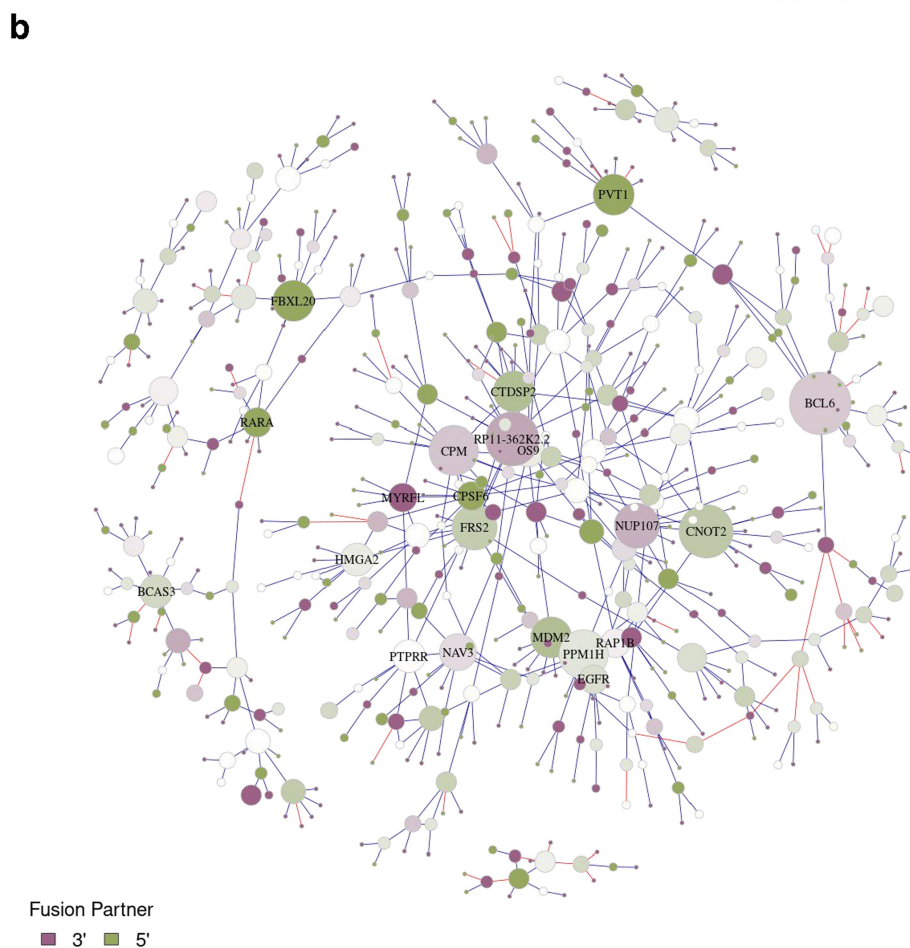 b
PVT1
FBXL20
CTDSP2
BCL6
RARA
RP11-362K2.2
CPM
OS9
MYRFL
CPSF6
FRS2
NUP107
CNOT2
HMGA2
BCAS3
MDM2
RAP1B
PTPRR
NAV3
PPM1H
EGFR
Fusion Partner
3' 5'